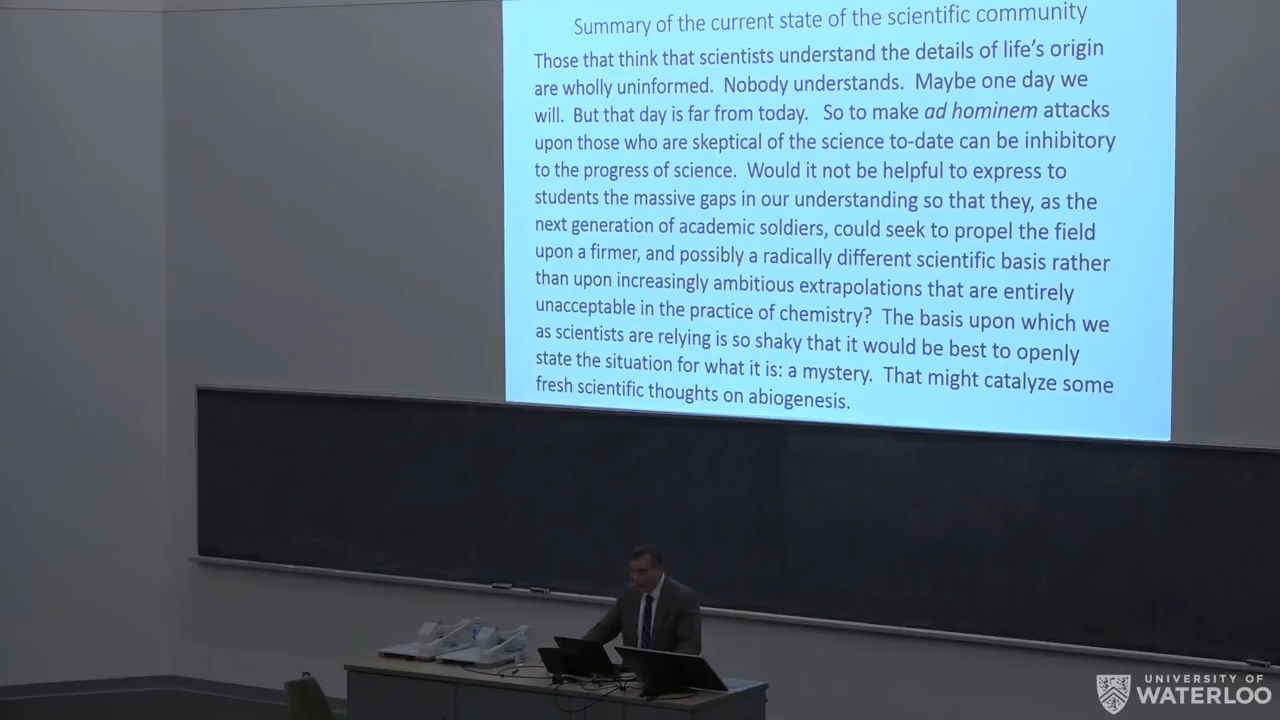 Summary of the current state of the scientific community
Those that think that scientists understand the details of life's origin
are wholly uninformed. Nobody understands. Maybe one day we
will. But that day is far from today. So to make ad hominem attacks
upon those who are skeptical of the science to-date can be inhibitory
to the progress of science. Would it not be helpful to express to
students the massive gaps in our understanding so that they, as the
next generation of academic soldiers, could seek to propel the field
upon a firmer, and possibly a radically different scientific basis rather
than upon increasingly ambitious extrapolations that are entirely
unacceptable in the practice of chemistry? The basis upon which we
as scientists are relying is so shaky that it would be best to openly
state the situation for what it is: a mystery. That might catalyze some
fresh scientific thoughts on abiogenesis.
UNIVERSITY OF
WATERLOO